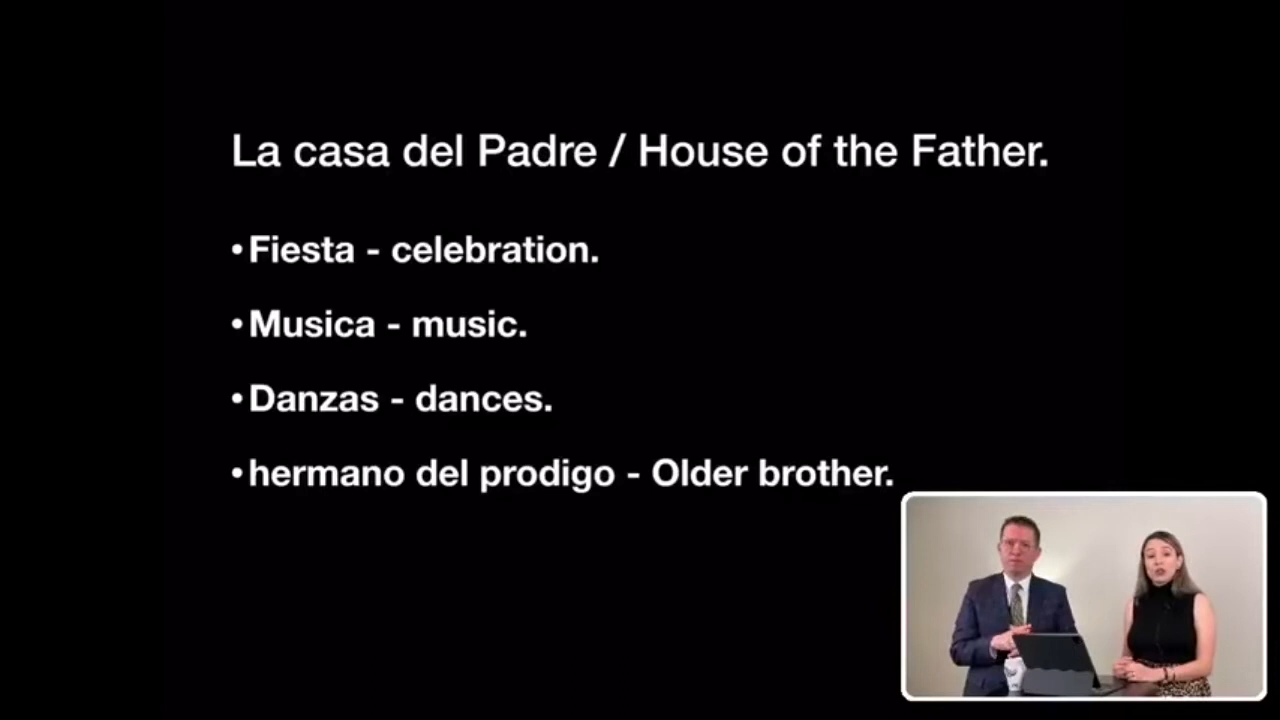 La casa del Padre / House of the Father.
•Fiesta - celebration.
•Musica - music.
•Danzas - dances.
•hermano del prodigo - Older brother.